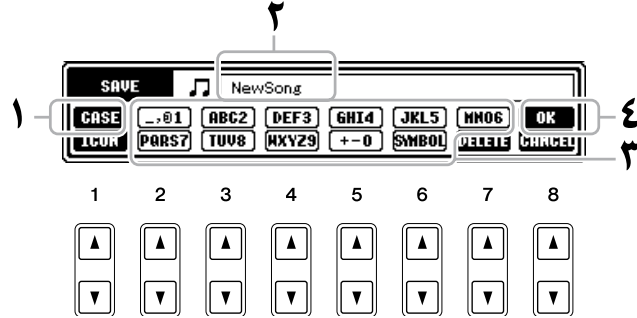 ٢
SAVE NewSong
١ CASE _,@1 ABC2 DEF3 GHI4 JKL5 MNO6 OK ٤
ICON PQRS7 TUV8 WXYZ9 +-0 SYMBOL DELETE CANCEL ٣
1 2 3 4 5 6 7 8